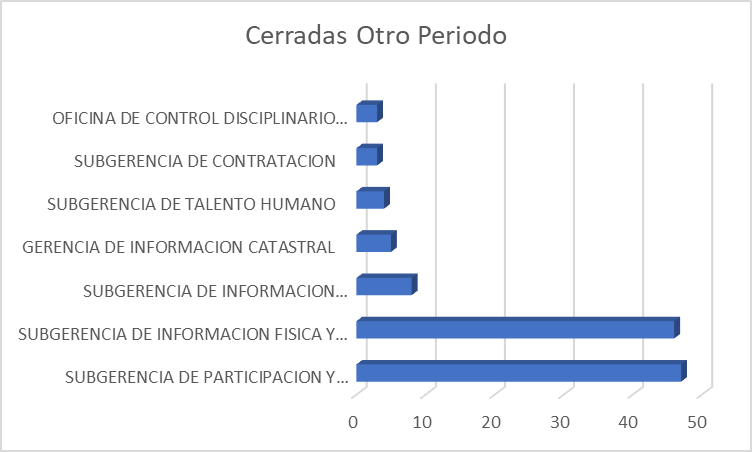 Cerradas Otro Periodo
OFICINA DE CONTROL DISCIPLINARIO...
SUBGERENCIA DE CONTRATACION
SUBGERENCIA DE TALENTO HUMANO
GERENCIA DE INFORMACION CATASTRAL
SUBGERENCIA DE INFORMACION...
SUBGERENCIA DE INFORMACION FISICA Y...
SUBGERENCIA DE PARTICIPACION Y...
0 10 20 30 40 50